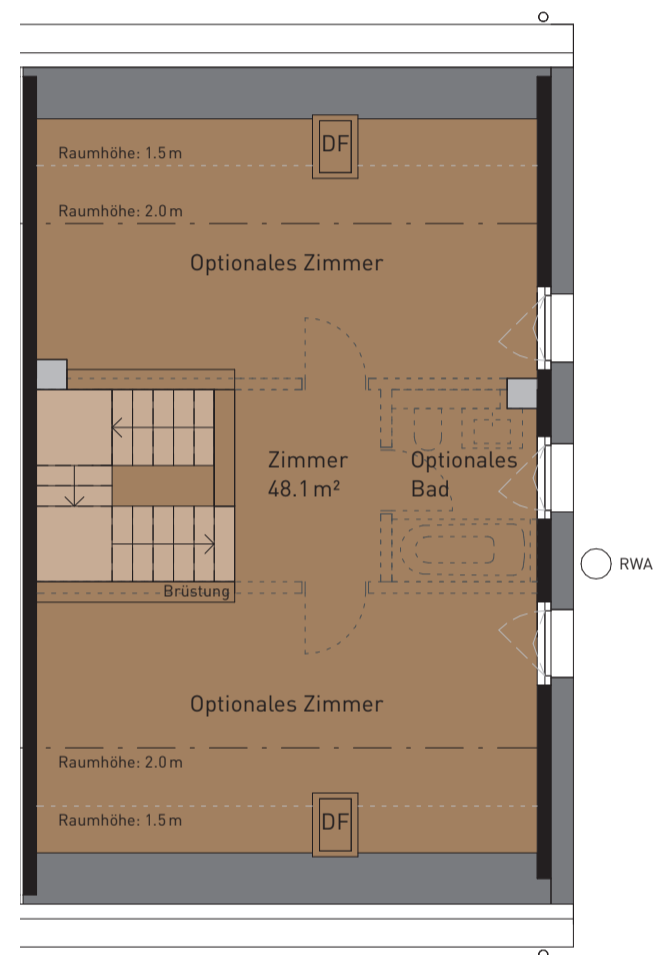 DF
Raumhöhe: 1.5 m
Raumhöhe: 2.0 m
Optionales Zimmer
Zimmer
48.1 m²
Optionales
Bad
RWA
Brüstung
Optionales Zimmer
Raumhöhe: 2.0 m
Raumhöhe: 1.5 m
DF